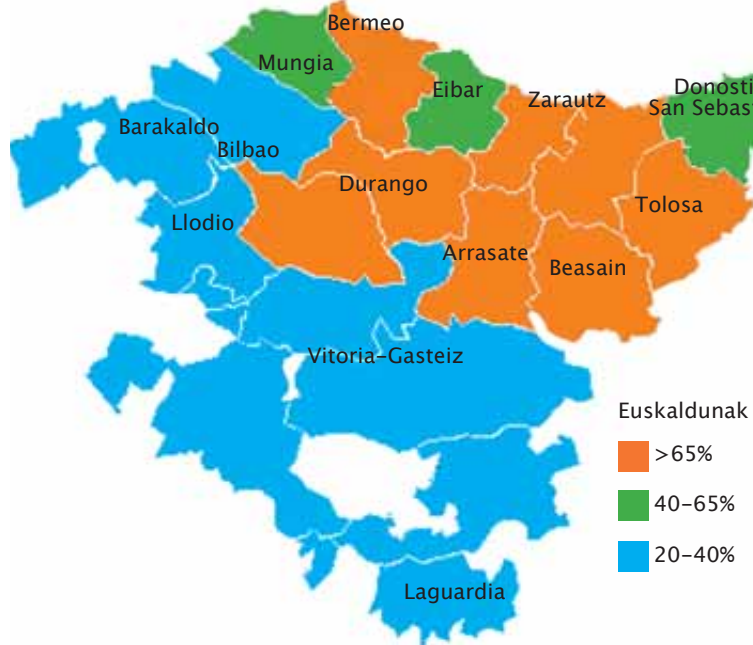 Bermeo
Mungia
Eibar
Zarautz
Donosti
San Sebast
Barakaldo
Bilbao
Durango
Llodio
Tolosa
Arrasate
Beasain
Vitoria-Gasteiz
Euskaldunak
>65%
40-65%
20-40%
Laguardia